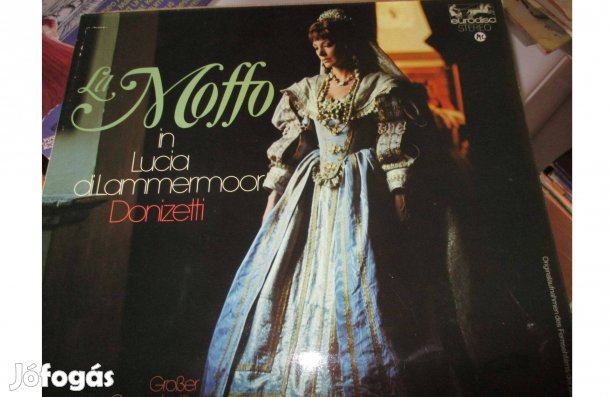 La Moffo
in
Lucia
di Lammermoor
Donizetti
eurodisc
STEREO
Großer
Jófogás